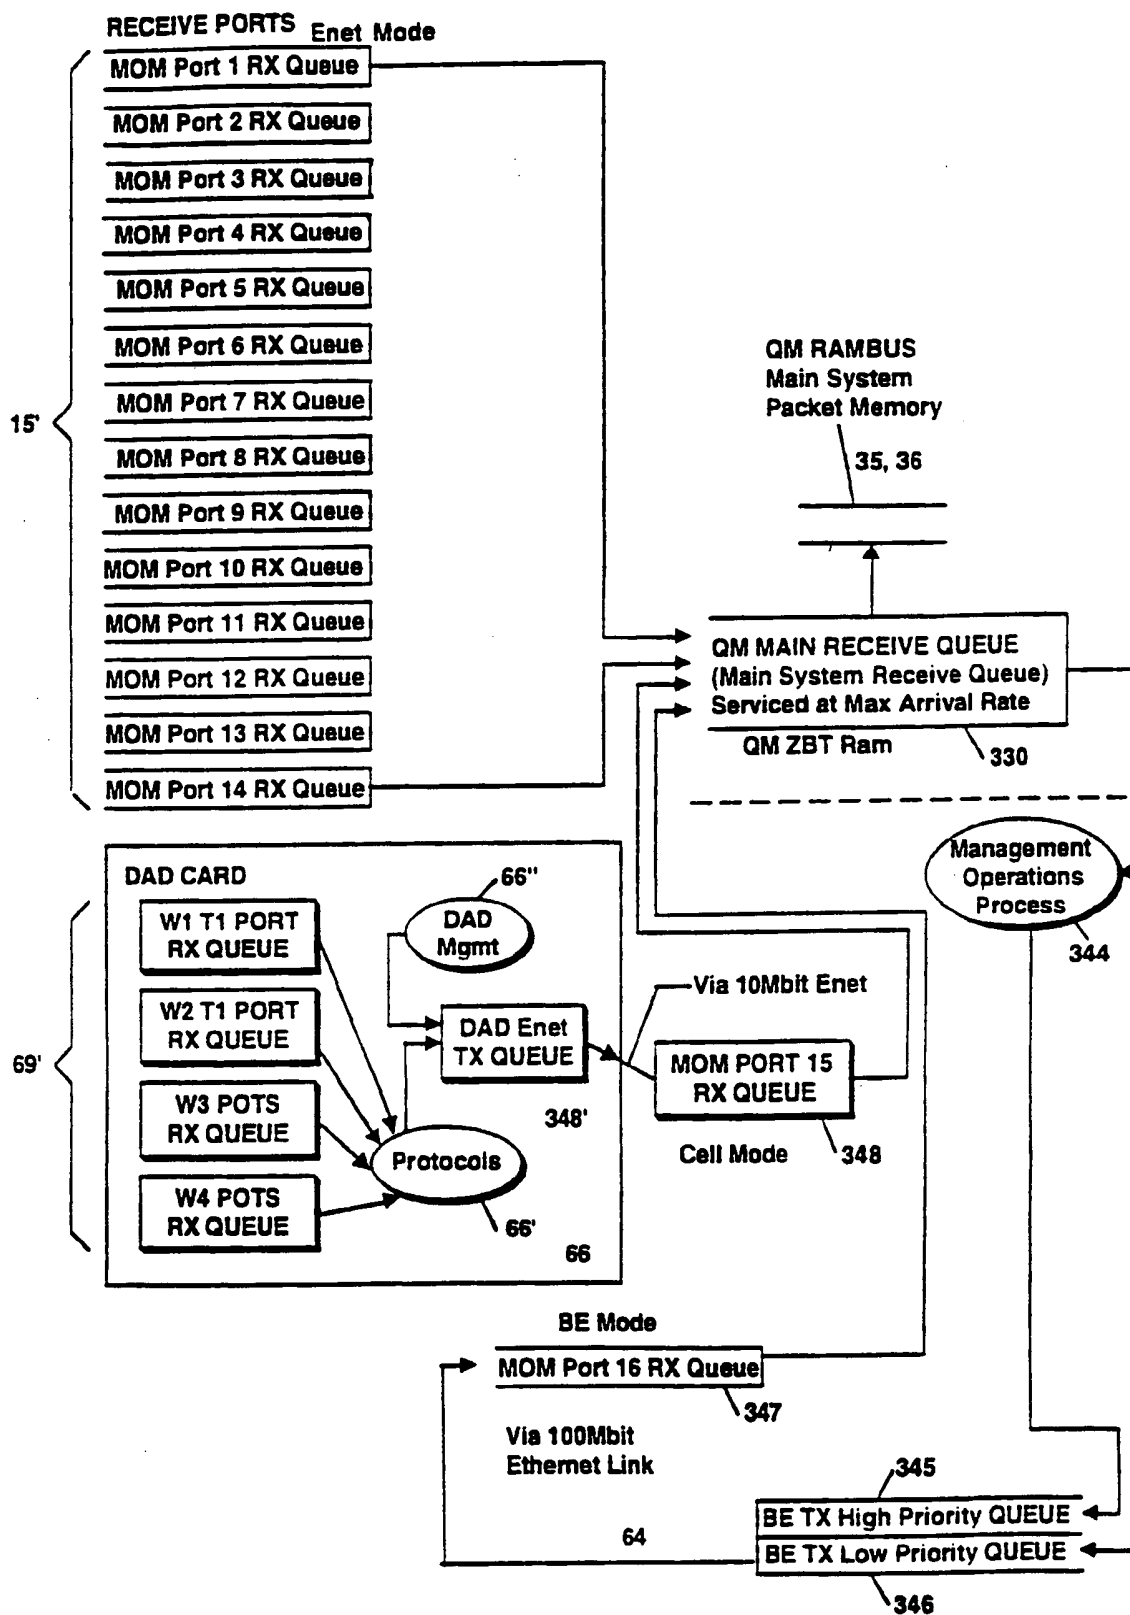 RECEIVE PORTS
Enet Mode
MOM Port 1 RX Queue
MOM Port 2 RX Queue
MOM Port 3 RX Queue
MOM Port 4 RX Queue
MOM Port 5 RX Queue
MOM Port 6 RX Queue
MOM Port 7 RX Queue
MOM Port 8 RX Queue
MOM Port 9 RX Queue
MOM Port 10 RX Queue
MOM Port 11 RX Queue
MOM Port 12 RX Queue
MOM Port 13 RX Queue
MOM Port 14 RX Queue
15'
QM RAMBUS
Main System
Packet Memory
35, 36
QM MAIN RECEIVE QUEUE
(Main System Receive Queue)
Serviced at Max Arrival Rate
QM ZBT Ram
330
Management
Operations
Process
344
DAD CARD
66"
DAD
Mgmt
W1 T1 PORT
RX QUEUE
W2 T1 PORT
RX QUEUE
W3 POTS
RX QUEUE
W4 POTS
RX QUEUE
69'
DAD Enet
TX QUEUE
348'
Protocols
66'
66
Via 10Mbit Enet
MOM PORT 15
RX QUEUE
Cell Mode
348
BE Mode
MOM Port 16 RX Queue
347
Via 100Mbit
Ethernet Link
345
BE TX High Priority QUEUE
64
BE TX Low Priority QUEUE
346